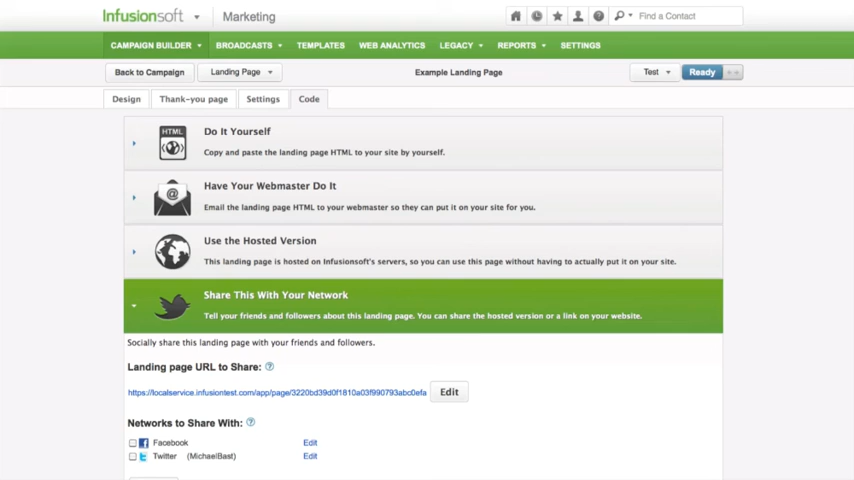 Infusionsoft Marketing Find a Contact
CAMPAIGN BUILDER BROADCASTS TEMPLATES WEB ANALYTICS LEGACY REPORTS SETTINGS
Back to Campaign Landing Page Example Landing Page Test Ready
Design Thank-you page Settings Code
HTML
Do It Yourself
Copy and paste the landing page HTML to your site by yourself.
Have Your Webmaster Do It
Email the landing page HTML to your webmaster so they can put it on your site for you.
Use the Hosted Version
This landing page is hosted on Infusionsoft's servers, so you can use this page without having to actually put it on your site.
Share This With Your Network
Tell your friends and followers about this landing page. You can share the hosted version or a link on your website.
Socially share this landing page with your friends and followers.
Landing page URL to Share: ?
https://localservice.infusiontest.com/app/page/3220bd39d0f1810a03f990793abc0efa Edit
Networks to Share With: ?
Facebook Edit
Twitter (MichaelBast) Edit